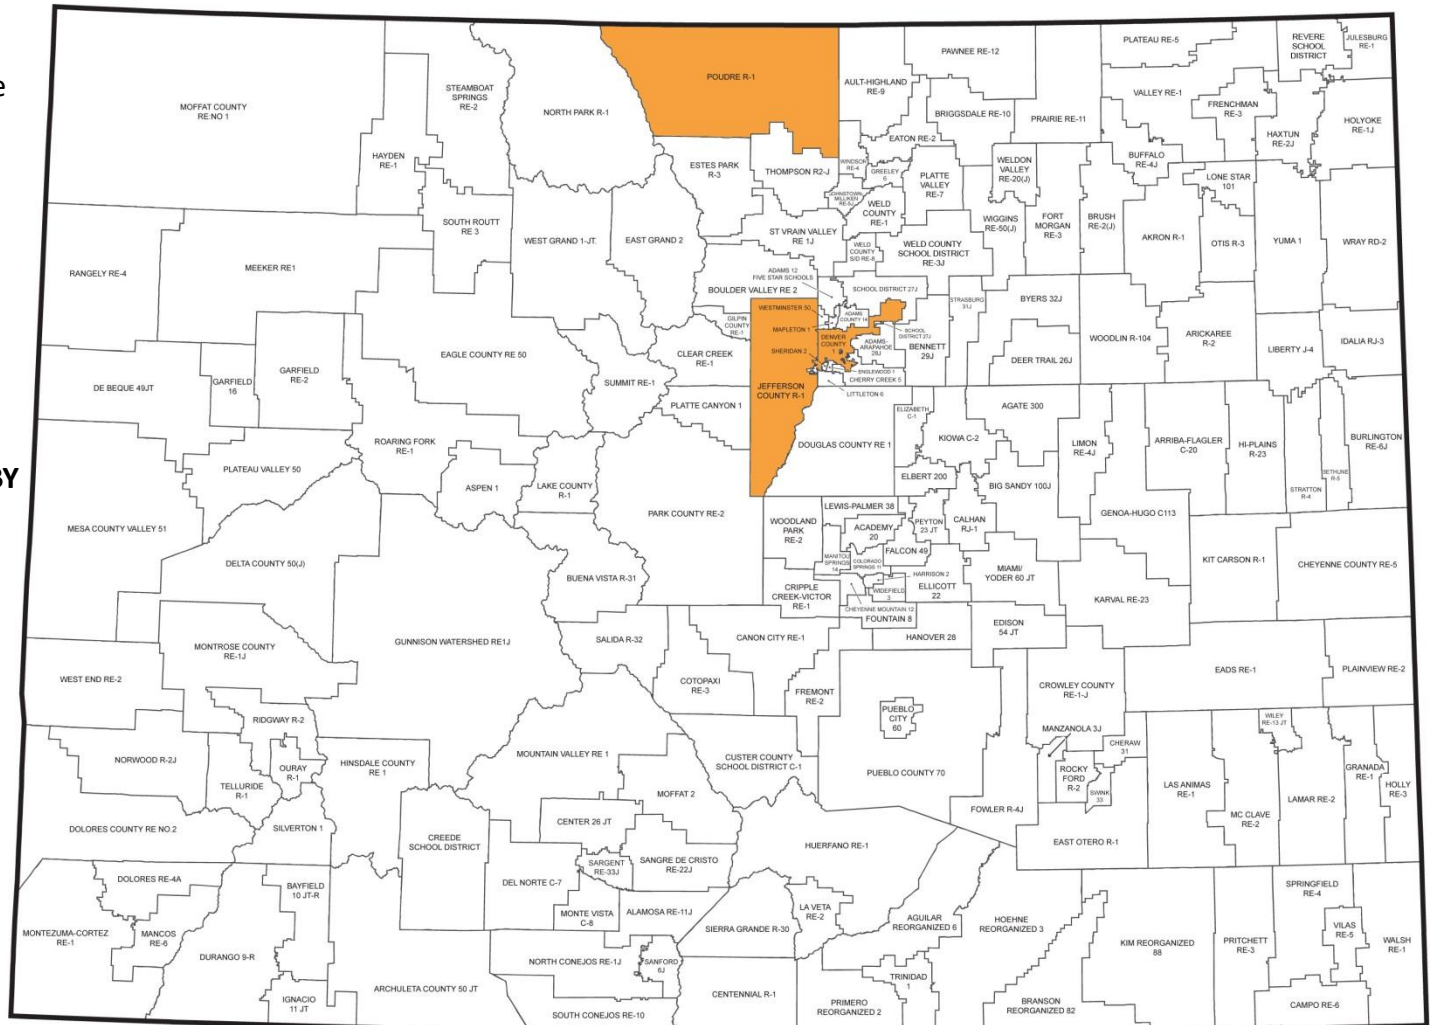 e
BY
MOFFAT COUNTY
RE:NO 1
HAYDEN
RE-1
STEAMBOAT
SPRINGS
RE-2
NORTH PARK R-1
POUDRE R-1
AULT-HIGHLAND
RE-9
PAWNEE RE-12
PLATEAU RE-5
REVERE
SCHOOL
DISTRICT
JULESBURG
RE-1
BRIGGSDALE RE-10
PRAIRIE RE-11
VALLEY RE-1
FRENCHMAN
RE-3
HAXTUN
RE-2J
HOLYOKE
RE-1J
EATON RE-2
ESTES PARK
R-3
THOMPSON R2-J
WINDSOR
RE-4
GREELEY
6
PLATTE
VALLEY
RE-7
WELDON
VALLEY
RE-20(J)
BUFFALO
RE-4J
LONE STAR
101
JOHNSTOWN-
MILLIKEN
RE-5J
WELD
COUNTY
RE-1
SOUTH ROUTT
RE 3
WEST GRAND 1-JT.
EAST GRAND 2
ST VRAIN VALLEY
RE 1J
WELD
COUNTY
S/D RE-8
WELD COUNTY
SCHOOL DISTRICT
RE-3J
WIGGINS
RE-50(J)
FORT
MORGAN
RE-3
BRUSH
RE-2(J)
AKRON R-1
OTIS R-3
YUMA 1
WRAY RD-2
RANGELY RE-4
MEEKER RE1
ADAMS 12
FIVE STAR SCHOOLS
BOULDER VALLEY RE 2
SCHOOL DISTRICT 27J
STRASBURG
31J
BYERS 32J
WESTMINSTER 50
ADAMS
COUNTY 14
GILPIN
COUNTY
RE-1
MAPLETON 1
SCHOOL
DISTRICT 27J
DENVER
COUNTY
1
ADAMS-
ARAPAHOE
28J
BENNETT
29J
WOODLIN R-104
ARICKAREE
R-2
LIBERTY J-4
IDALIA RJ-3
EAGLE COUNTY RE 50
CLEAR CREEK
RE-1
SHERIDAN 2
DEER TRAIL 26J
ENGLEWOOD 1
CHERRY CREEK 5
LITTLETON 6
DE BEQUE 49JT
GARFIELD
16
GARFIELD
RE-2
SUMMIT RE-1
JEFFERSON
COUNTY R-1
PLATTE CANYON 1
ELIZABETH
C-1
AGATE 300
ROARING FORK
RE-1
DOUGLAS COUNTY RE 1
KIOWA C-2
LIMON
RE-4J
ARRIBA-FLAGLER
C-20
HI-PLAINS
R-23
BURLINGTON
RE-6J
PLATEAU VALLEY 50
ASPEN 1
LAKE COUNTY
R-1
ELBERT 200
BIG SANDY 100J
STRATTON
R-4
BETHUNE
R-5
MESA COUNTY VALLEY 51
PARK COUNTY RE-2
WOODLAND
PARK
RE-2
LEWIS-PALMER 38
ACADEMY
20
PEYTON
23 JT
CALHAN
RJ-1
GENOA-HUGO C113
FALCON 49
MANITOU
SPRINGS
14
COLORADO
SPRINGS 11
KIT CARSON R-1
CHEYENNE COUNTY RE-5
DELTA COUNTY 50(J)
BUENA VISTA R-31
HARRISON 2
MIAMI/
YODER 60 JT
CRIPPLE
CREEK-VICTOR
RE-1
WIDEFIELD
3
ELLICOTT
22
KARVAL RE-23
CHEYENNE MOUNTAIN 12
FOUNTAIN 8
EDISON
54 JT
MONTROSE COUNTY
RE-1J
GUNNISON WATERSHED RE1J
SALIDA R-32
CANON CITY RE-1
HANOVER 28
WEST END RE-2
COTOPAXI
RE-3
FREMONT
RE-2
CROWLEY COUNTY
RE-1-J
EADS RE-1
PLAINVIEW RE-2
RIDGWAY R-2
PUEBLO
CITY
60
MANZANOLA 3J
WILEY
RE-13 JT
CHERAW
31
NORWOOD R-2J
OURAY
R-1
HINSDALE COUNTY
RE 1
MOUNTAIN VALLEY RE 1
CUSTER COUNTY
SCHOOL DISTRICT C-1
PUEBLO COUNTY 70
ROCKY
FORD
R-2
SWINK
33
LAS ANIMAS
RE-1
GRANADA
RE-1
HOLLY
RE-3
TELLURIDE
R-1
MOFFAT 2
FOWLER R-4J
LAMAR RE-2
MC CLAVE
RE-2
DOLORES COUNTY RE NO.2
SILVERTON 1
CREEDE
SCHOOL DISTRICT
CENTER 26 JT
HUERFANO RE-1
EAST OTERO R-1
SARGENT
RE-33J
SANGRE DE CRISTO
RE-22J
DOLORES RE-4A
BAYFIELD
10 JT-R
DEL NORTE C-7
SPRINGFIELD
RE-4
MONTE VISTA
C-8
ALAMOSA RE-11J
LA VETA
RE-2
AGUILAR
REORGANIZED 6
HOEHNE
REORGANIZED 3
MONTEZUMA-CORTEZ
RE-1
MANCOS
RE-6
SIERRA GRANDE R-30
VILAS
RE-5
KIM REORGANIZED
88
PRITCHETT
RE-3
WALSH
RE-1
DURANGO 9-R
NORTH CONEJOS RE-1J
SANFORD
6J
TRINIDAD
1
ARCHULETA COUNTY 50 JT
CENTENNIAL R-1
IGNACIO
11 JT
SOUTH CONEJOS RE-10
PRIMERO
REORGANIZED 2
BRANSON
REORGANIZED 82
CAMPO RE-6